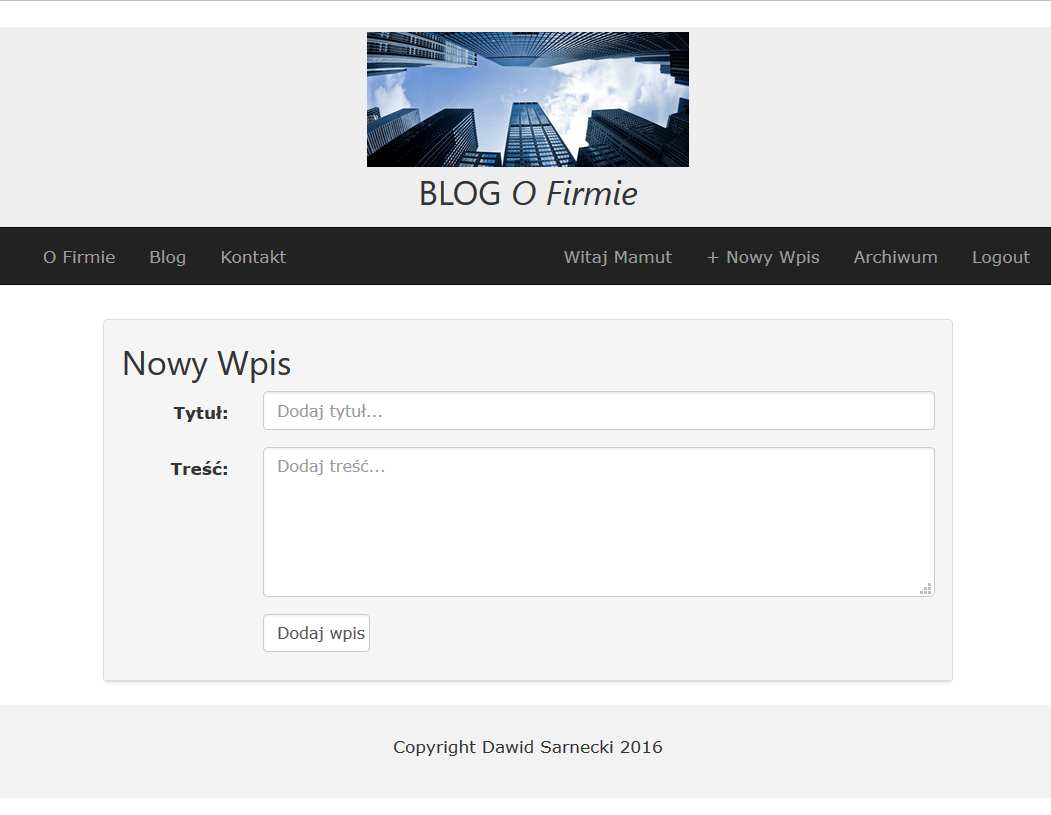 BLOG O Firmie
O Firmie Blog Kontakt Witaj Mamut + Nowy Wpis Archiwum Logout
Nowy Wpis
Tytuł: Dodaj tytuł...
Treść: Dodaj treść...
Dodaj wpis
Copyright Dawid Sarnecki 2016